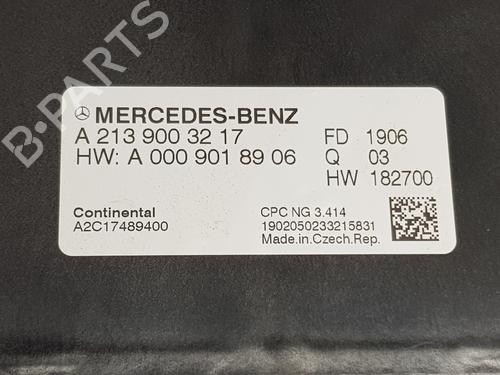 B-PARTS
MERCEDES-BENZ
A 213 900 32 17 FD 1906
HW: A 000 901 89 06 Q 03
HW 182700
Continental CPC NG 3.414
A2C17489400 1902050233215831
Made.in.Czech.Rep.